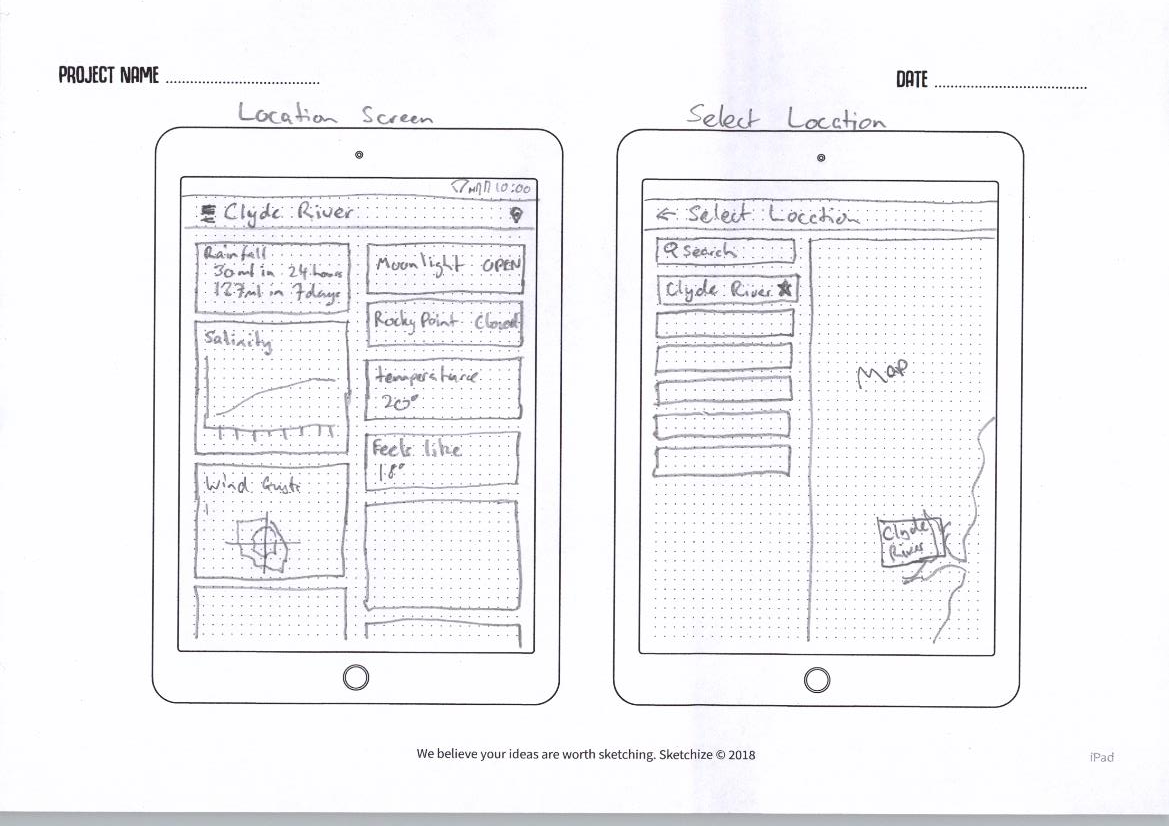 PROJECT NAME
DATE
Location Screen
Select Location
10:00
Clyde River
Rainfall
30ml in 24 hours
127ml in 7days
Salinity
Wind Gusts
Moonlight OPEN
Rocky Point Closed
temperature
20°
Feels like
18°
← Select Location
Search
Clyde River ★
Map
Clyde
River
We believe your ideas are worth sketching. Sketchize © 2018
iPad